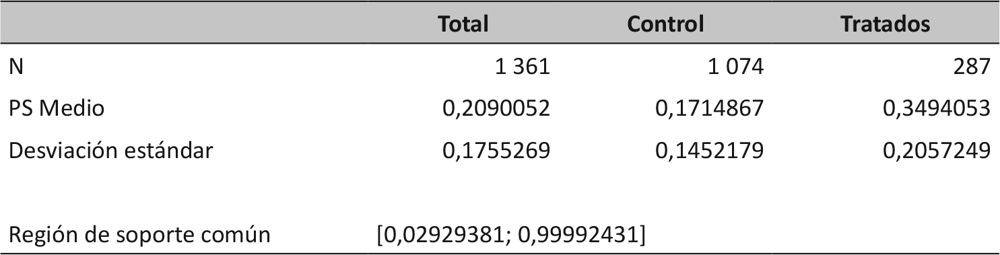 Total Control Tratados
N 1 361 1 074 287
PS Medio 0,2090052 0,1714867 0,3494053
Desviación estándar 0,1755269 0,1452179 0,2057249
Región de soporte común [0,02929381; 0,99992431]